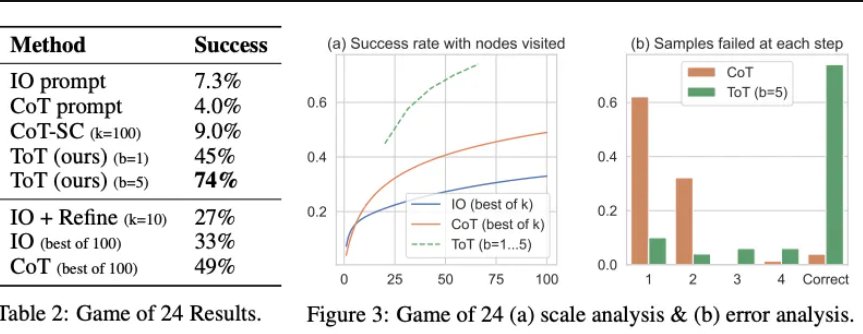 Method Success
IO prompt 7.3%
CoT prompt 4.0%
CoT-SC (k=100) 9.0%
ToT (ours) (b=1) 45%
ToT (ours) (b=5) 74%
IO + Refine (k=10) 27%
IO (best of 100) 33%
CoT (best of 100) 49%
Table 2: Game of 24 Results.
(a) Success rate with nodes visited
0.6
0.4
0.2
IO (best of k)
CoT (best of k)
ToT (b=1...5)
0 25 50 75 100
(b) Samples failed at each step
CoT
ToT (b=5)
0.6
0.4
0.2
0.0
1 2 3 4 Correct
Figure 3: Game of 24 (a) scale analysis & (b) error analysis.